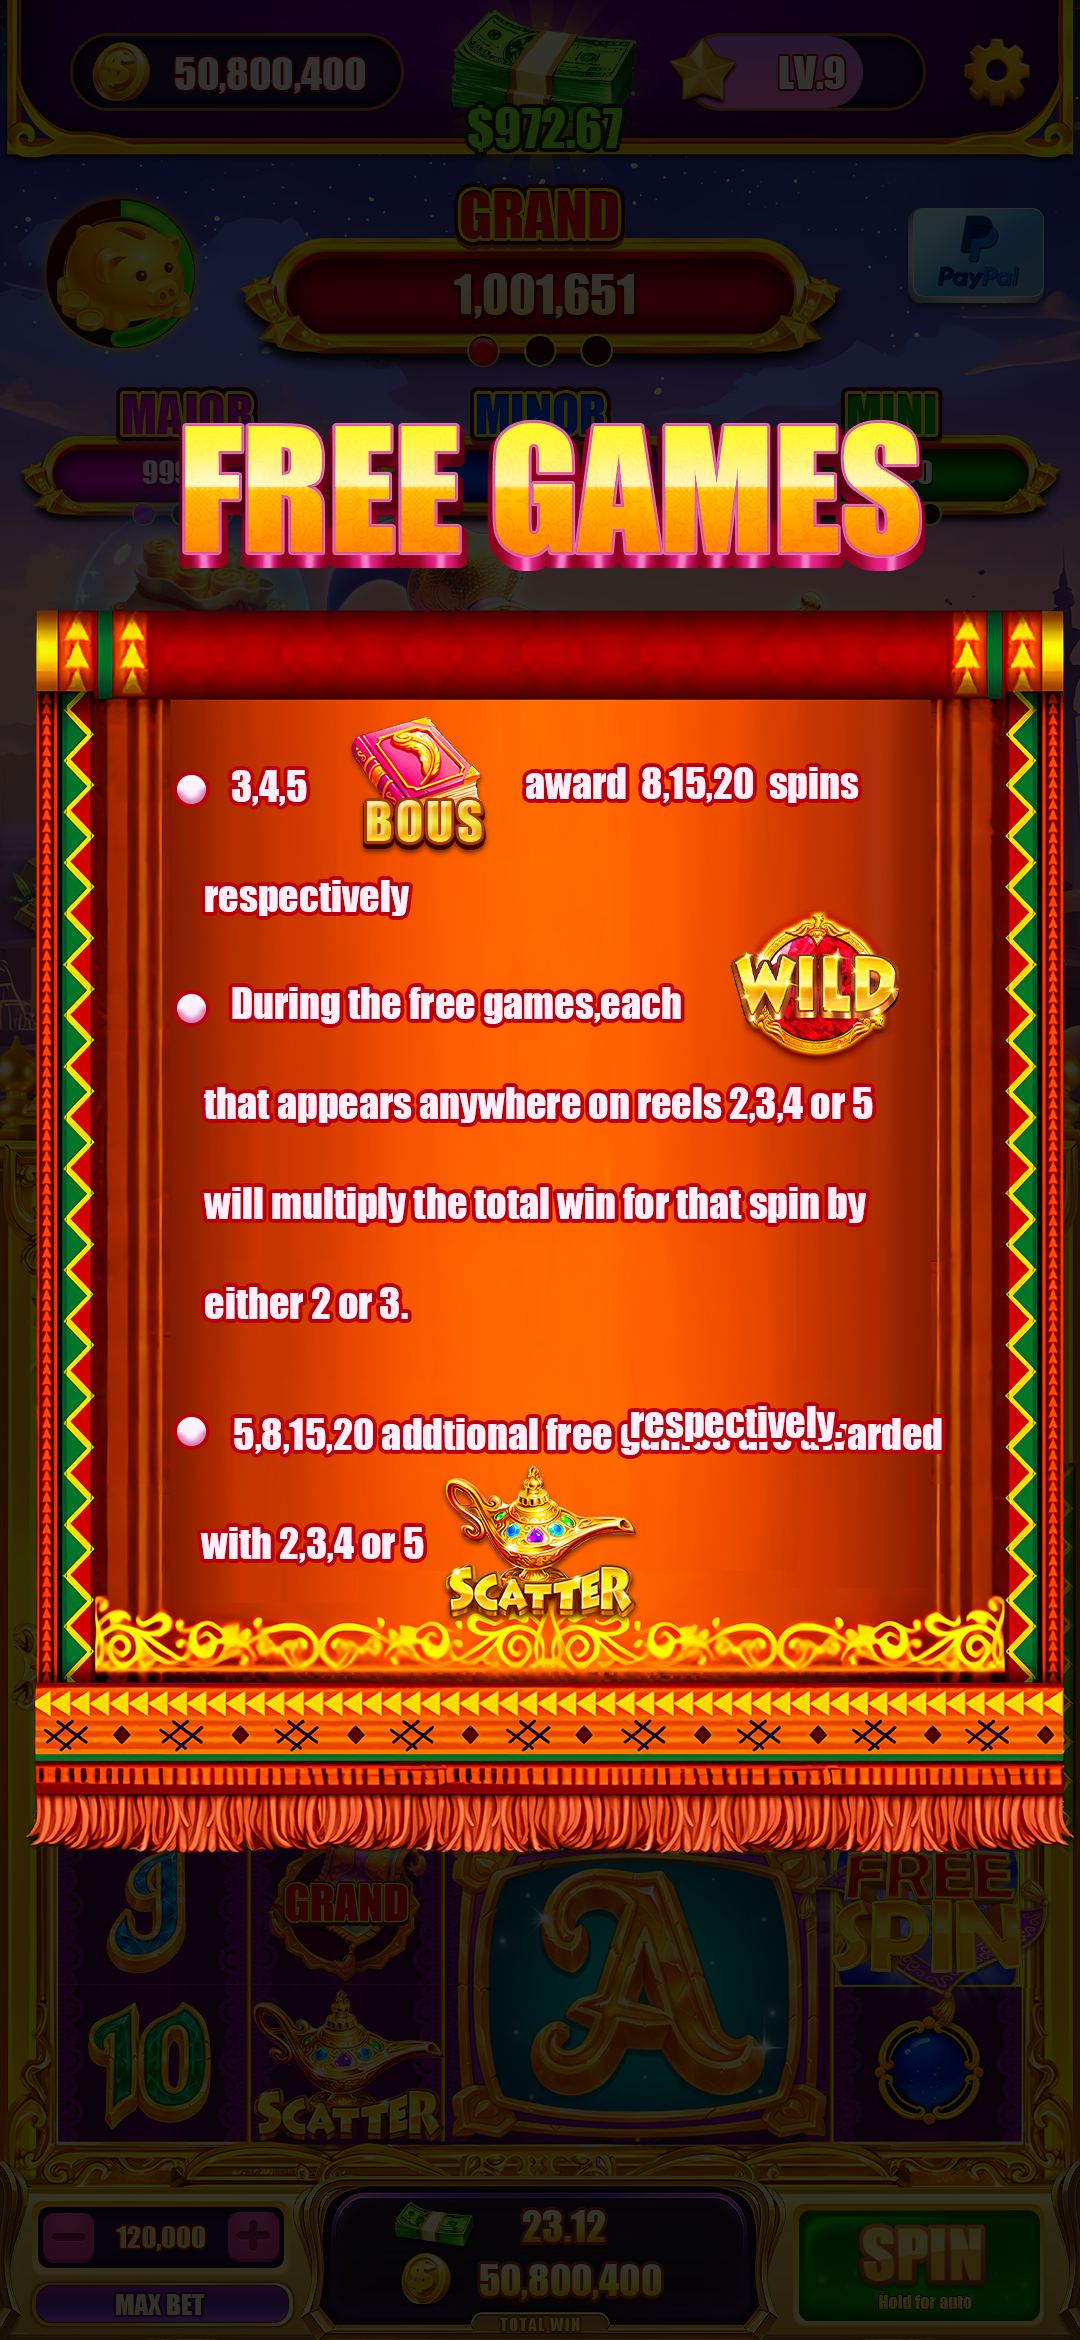 50,800,400
LV.9
$972.67
GRAND
1,001,651
PayPal
MAJOR MINOR MINI
FREE GAMES
3,4,5 BOUS award 8,15,20 spins
respectively
During the free games,each WILD
that appears anywhere on reels 2,3,4 or 5
will multiply the total win for that spin by
either 2 or 3.
5,8,15,20 addtional free games are awarded
respectively.
with 2,3,4 or 5 SCATTER
J GRAND A FREE
SPIN
10 SCATTER
120,000
MAX BET
23.12
50,800,400
TOTAL WIN
SPIN
Hold for auto